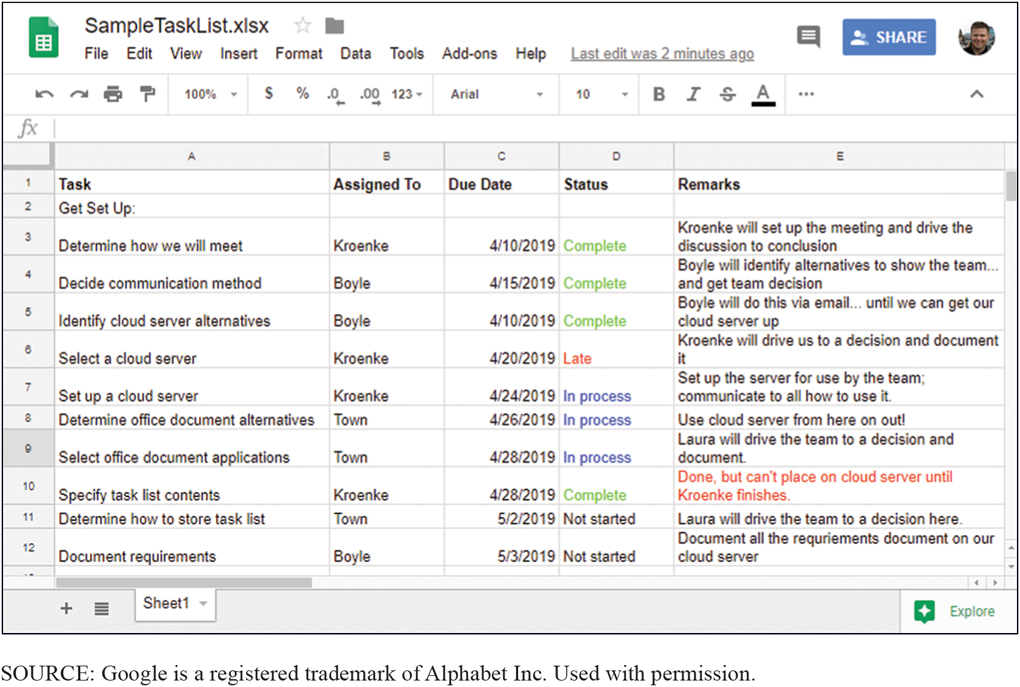 SampleTaskList.xlsx
File Edit View Insert Format Data Tools Add-ons Help Last edit was 2 minutes ago
SHARE
100% $ % .0 .00 123 Arial 10 B I S A ...
fx
A B C D E
1 Task Assigned To Due Date Status Remarks
2 Get Set Up:
Kroenke will set up the meeting and drive the
3 Determine how we will meet Kroenke 4/10/2019 Complete discussion to conclusion
Boyle will identify alternatives to show the team...
4 Decide communication method Boyle 4/15/2019 Complete and get team decision
Boyle will do this via email... until we can get our
5 Identify cloud server alternatives Boyle 4/10/2019 Complete cloud server up
Kroenke will drive us to a decision and document
6 Select a cloud server Kroenke 4/20/2019 Late it
Set up the server for use by the team;
7 Set up a cloud server Kroenke 4/24/2019 In process communicate to all how to use it.
8 Determine office document alternatives Town 4/26/2019 In process Use cloud server from here on out!
Laura will drive the team to a decision and
9 Select office document applications Town 4/28/2019 In process document.
Done, but can't place on cloud server until
10 Specify task list contents Kroenke 4/28/2019 Complete Kroenke finishes.
11 Determine how to store task list Town 5/2/2019 Not started Laura will drive the team to a decision here.
Document all the requriements document on our
12 Document requirements Boyle 5/3/2019 Not started cloud server
Sheet1
Explore
SOURCE: Google is a registered trademark of Alphabet Inc. Used with permission.